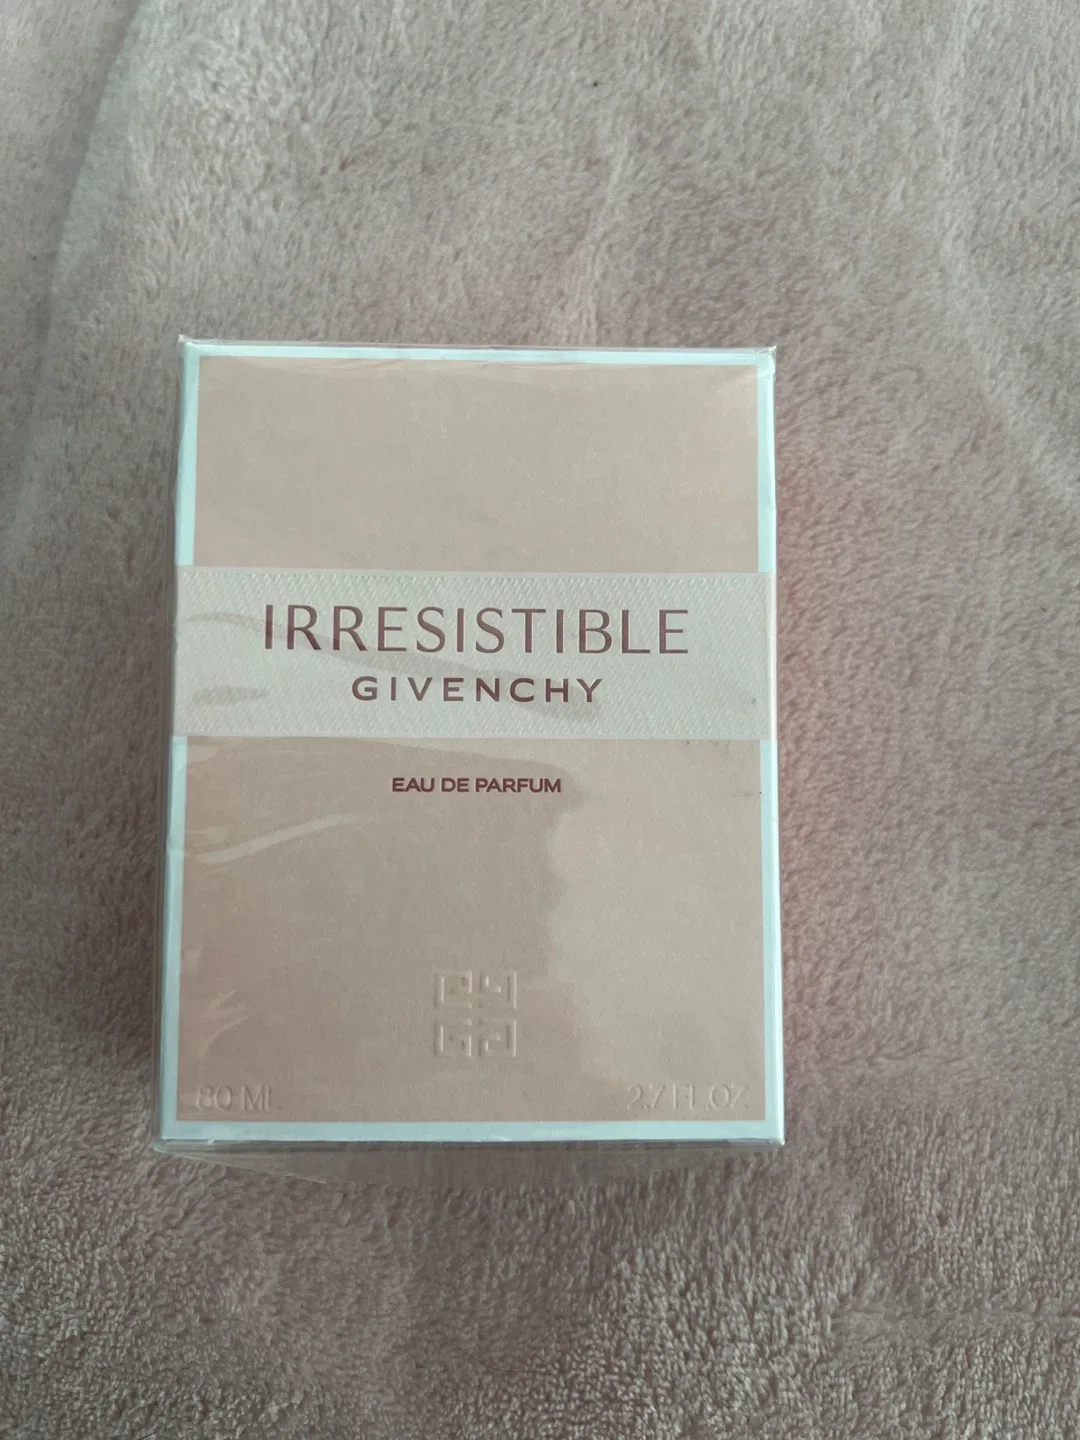 IRRESISTIBLE
GIVENCHY
EAU DE PARFUM
80 ML 2.7 FL.OZ